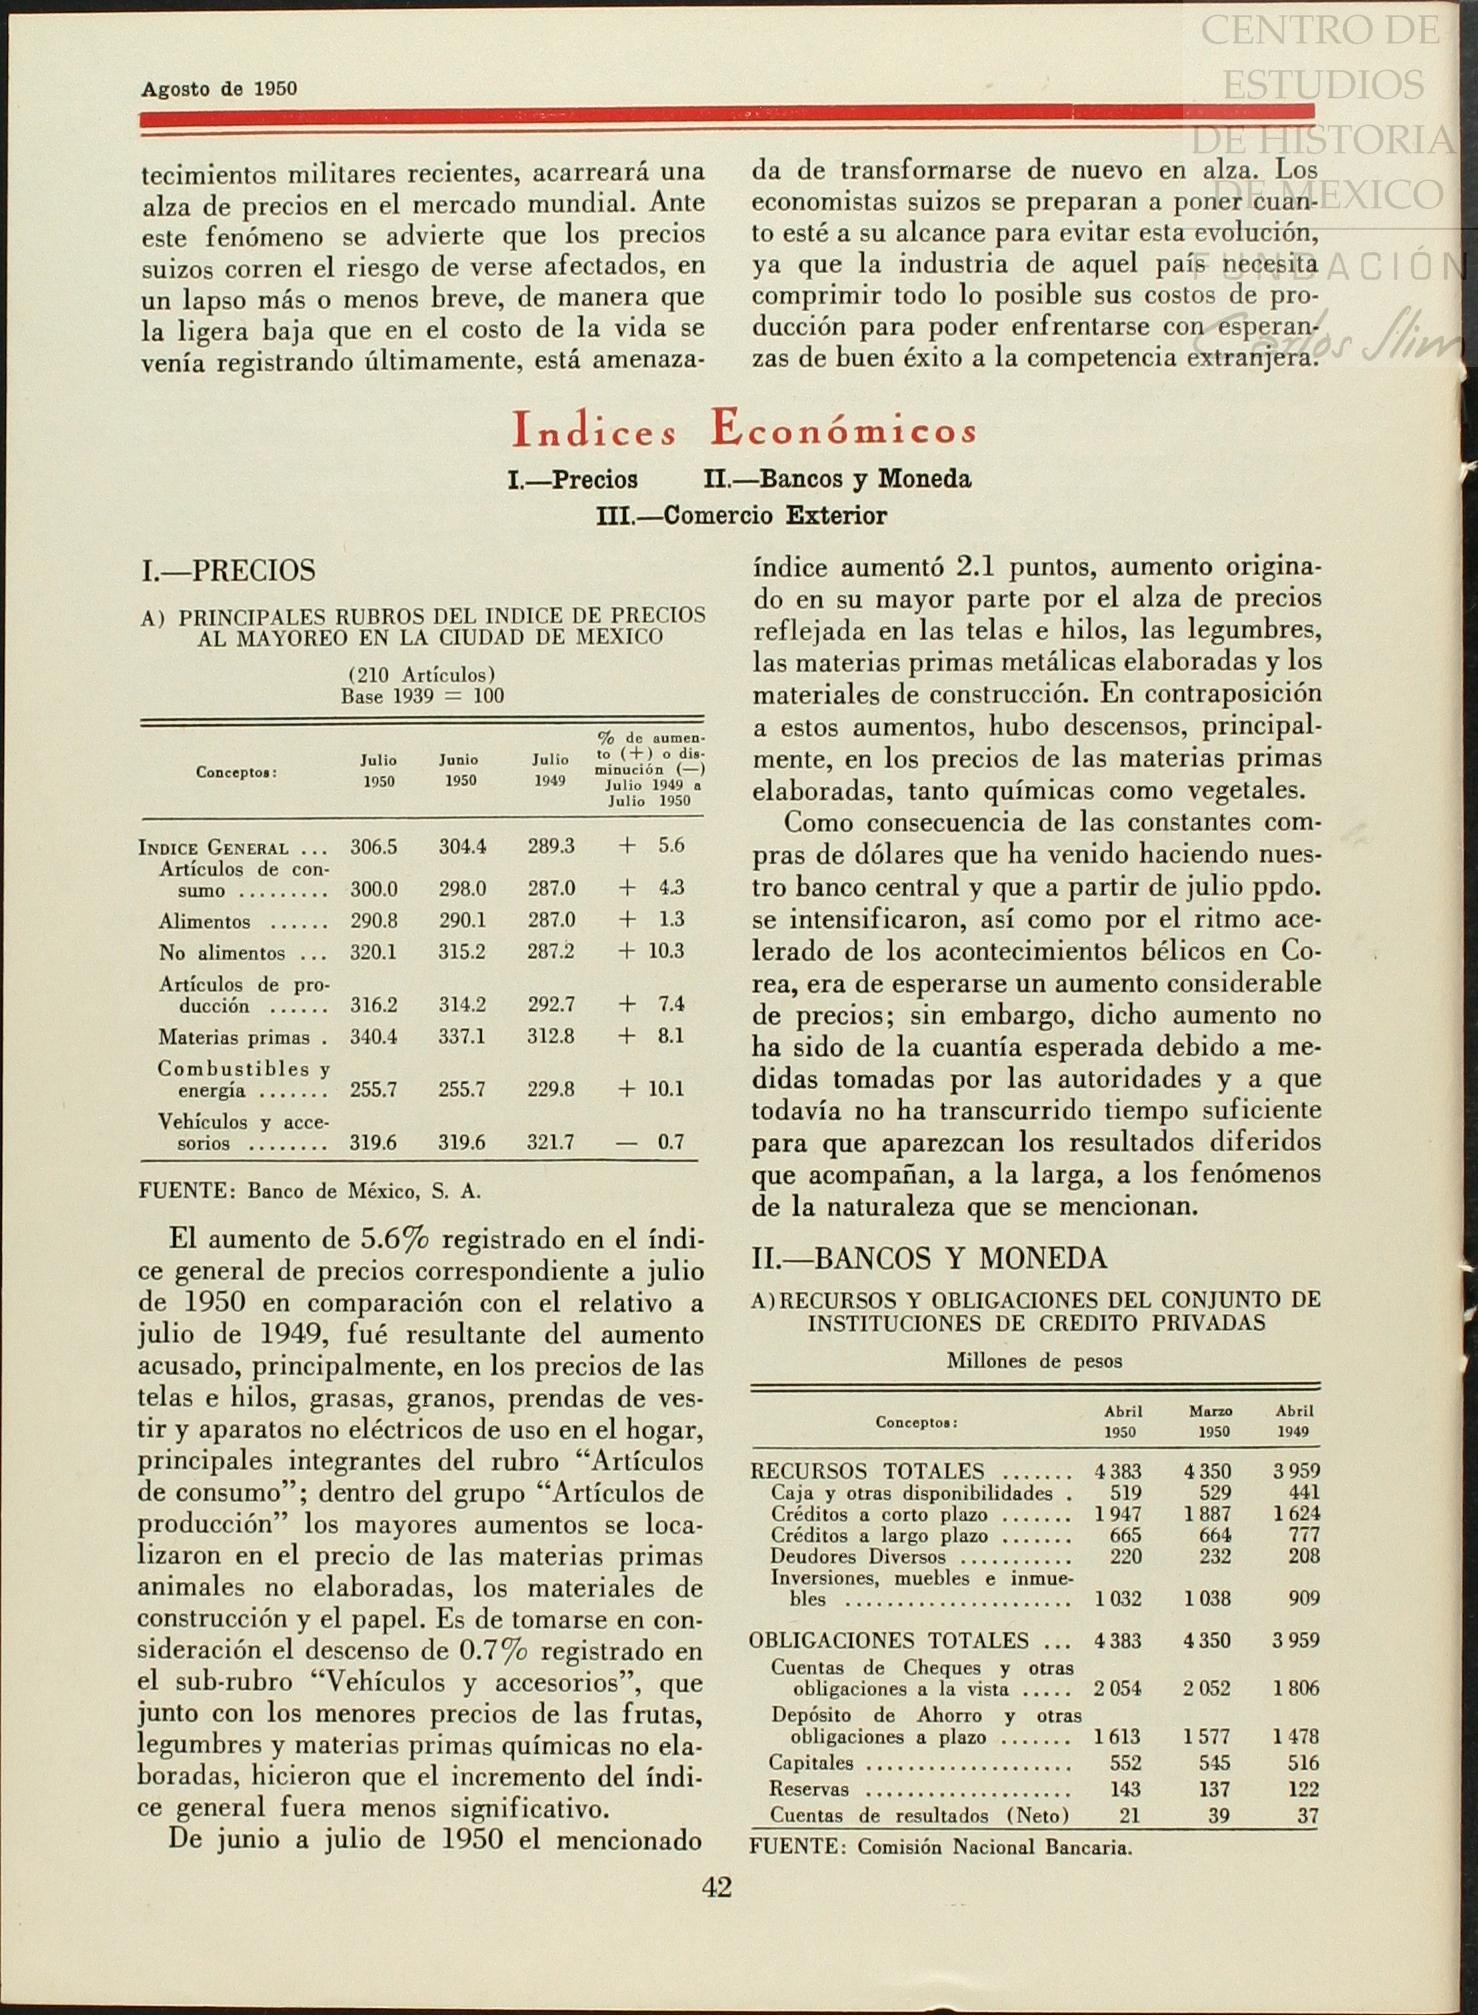 CENTRO DE
ESTUDIOS
DE HISTORIA
DE MEXICO
FUNDACIÓN
Carlos Slim
Agosto de 1950
tecimientos militares recientes, acarreará una
alza de precios en el mercado mundial. Ante
este fenómeno se advierte que los precios
suizos corren el riesgo de verse afectados, en
un lapso más o menos breve, de manera que
la ligera baja que en el costo de la vida se
venía registrando últimamente, está amenaza-
da de transformarse de nuevo en alza. Los
economistas suizos se preparan a poner cuan-
to esté a su alcance para evitar esta evolución,
ya que la industria de aquel país necesita
comprimir todo lo posible sus costos de pro-
ducción para poder enfrentarse con esperan-
zas de buen éxito a la competencia extranjera.
Indices Económicos
I.—Precios II.—Bancos y Moneda
III.—Comercio Exterior
I.—PRECIOS
A) PRINCIPALES RUBROS DEL INDICE DE PRECIOS
AL MAYOREO EN LA CIUDAD DE MEXICO
(210 Artículos)
Base 1939 = 100
Conceptos: Julio 1950 Junio 1950 Julio 1949 % de aumen-
to (+) o dis-
minución (—)
Julio 1949 a
Julio 1950
INDICE GENERAL ... 306.5 304.4 289.3 + 5.6
Artículos de con-
sumo ......... 300.0 298.0 287.0 + 4.3
Alimentos ...... 290.8 290.1 287.0 + 1.3
No alimentos ... 320.1 315.2 287.2 + 10.3
Artículos de pro-
ducción ...... 316.2 314.2 292.7 + 7.4
Materias primas . 340.4 337.1 312.8 + 8.1
Combustibles y
energía ....... 255.7 255.7 229.8 + 10.1
Vehículos y acce-
sorios ........ 319.6 319.6 321.7 — 0.7
FUENTE: Banco de México, S. A.
El aumento de 5.6% registrado en el índi-
ce general de precios correspondiente a julio
de 1950 en comparación con el relativo a
julio de 1949, fué resultante del aumento
acusado, principalmente, en los precios de las
telas e hilos, grasas, granos, prendas de ves-
tir y aparatos no eléctricos de uso en el hogar,
principales integrantes del rubro “Artículos
de consumo”; dentro del grupo “Artículos de
producción” los mayores aumentos se loca-
lizaron en el precio de las materias primas
animales no elaboradas, los materiales de
construcción y el papel. Es de tomarse en con-
sideración el descenso de 0.7% registrado en
el sub-rubro “Vehículos y accesorios”, que
junto con los menores precios de las frutas,
legumbres y materias primas químicas no ela-
boradas, hicieron que el incremento del índi-
ce general fuera menos significativo.
De junio a julio de 1950 el mencionado
índice aumentó 2.1 puntos, aumento origina-
do en su mayor parte por el alza de precios
reflejada en las telas e hilos, las legumbres,
las materias primas metálicas elaboradas y los
materiales de construcción. En contraposición
a estos aumentos, hubo descensos, principal-
mente, en los precios de las materias primas
elaboradas, tanto químicas como vegetales.
Como consecuencia de las constantes com-
pras de dólares que ha venido haciendo nues-
tro banco central y que a partir de julio ppdo.
se intensificaron, así como por el ritmo ace-
lerado de los acontecimientos bélicos en Co-
rea, era de esperarse un aumento considerable
de precios; sin embargo, dicho aumento no
ha sido de la cuantía esperada debido a me-
didas tomadas por las autoridades y a que
todavía no ha transcurrido tiempo suficiente
para que aparezcan los resultados diferidos
que acompañan, a la larga, a los fenómenos
de la naturaleza que se mencionan.
II.—BANCOS Y MONEDA
A) RECURSOS Y OBLIGACIONES DEL CONJUNTO DE
INSTITUCIONES DE CREDITO PRIVADAS
Millones de pesos
Conceptos: Abril 1950 Marzo 1950 Abril 1949
RECURSOS TOTALES ....... 4 383 4 350 3 959
Caja y otras disponibilidades . 519 529 441
Créditos a corto plazo ....... 1 947 1 887 1 624
Créditos a largo plazo ....... 665 664 777
Deudores Diversos ........... 220 232 208
Inversiones, muebles e inmue-
bles ...................... 1 032 1 038 909
OBLIGACIONES TOTALES ... 4 383 4 350 3 959
Cuentas de Cheques y otras
obligaciones a la vista ..... 2 054 2 052 1 806
Depósito de Ahorro y otras
obligaciones a plazo ....... 1 613 1 577 1 478
Capitales .................... 552 545 516
Reservas .................... 143 137 122
Cuentas de resultados (Neto) 21 39 37
FUENTE: Comisión Nacional Bancaria.
42